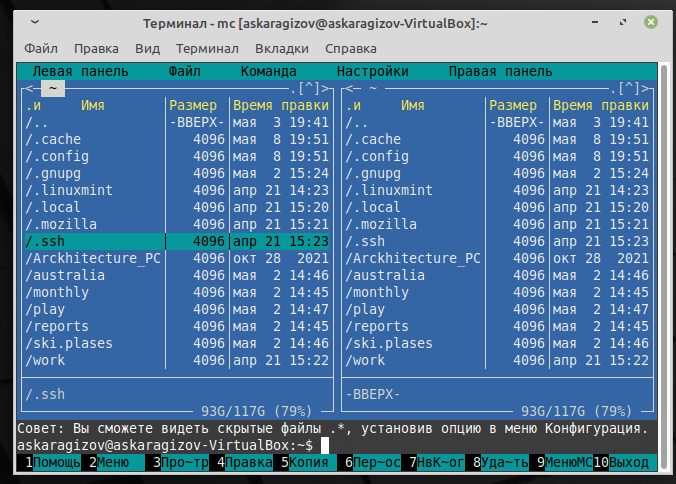 Терминал - mc [askaragizov@askaragizov-VirtualBox]:~
Файл Правка Вид Терминал Вкладки Справка
Левая панель Файл Команда Настройки Правая панель
<— ~ .[^]> <— ~ .[^]>
.и Имя Размер Время правки .и Имя Размер Время правки
/.. -ВВЕРХ- мая 3 19:41 /.. -ВВЕРХ- мая 3 19:41
/.cache 4096 мая 8 19:51 /.cache 4096 мая 8 19:51
/.config 4096 мая 8 19:51 /.config 4096 мая 8 19:51
/.gnupg 4096 мая 2 15:24 /.gnupg 4096 мая 2 15:24
/.linuxmint 4096 апр 21 14:23 /.linuxmint 4096 апр 21 14:23
/.local 4096 апр 21 15:20 /.local 4096 апр 21 15:20
/.mozilla 4096 апр 21 15:21 /.mozilla 4096 апр 21 15:21
/.ssh 4096 апр 21 15:23 /.ssh 4096 апр 21 15:23
/Arckhitecture_PC 4096 окт 28 2021 /Arckhitecture_PC 4096 окт 28 2021
/australia 4096 мая 2 14:46 /australia 4096 мая 2 14:46
/monthly 4096 мая 2 14:45 /monthly 4096 мая 2 14:45
/play 4096 мая 2 14:47 /play 4096 мая 2 14:47
/reports 4096 мая 2 14:45 /reports 4096 мая 2 14:45
/ski.plases 4096 мая 2 14:46 /ski.plases 4096 мая 2 14:46
/work 4096 апр 21 15:22 /work 4096 апр 21 15:22
/.ssh -ВВЕРХ-
93G/117G (79%) 93G/117G (79%)
Совет: Вы сможете видеть скрытые файлы .*, установив опцию в меню Конфигурация.
askaragizov@askaragizov-VirtualBox:~$
1Помощь 2Меню 3Про~тр 4Правка 5Копия 6Пер~ос 7НвК~ог 8Уда~ть 9МенюMC 10Выход